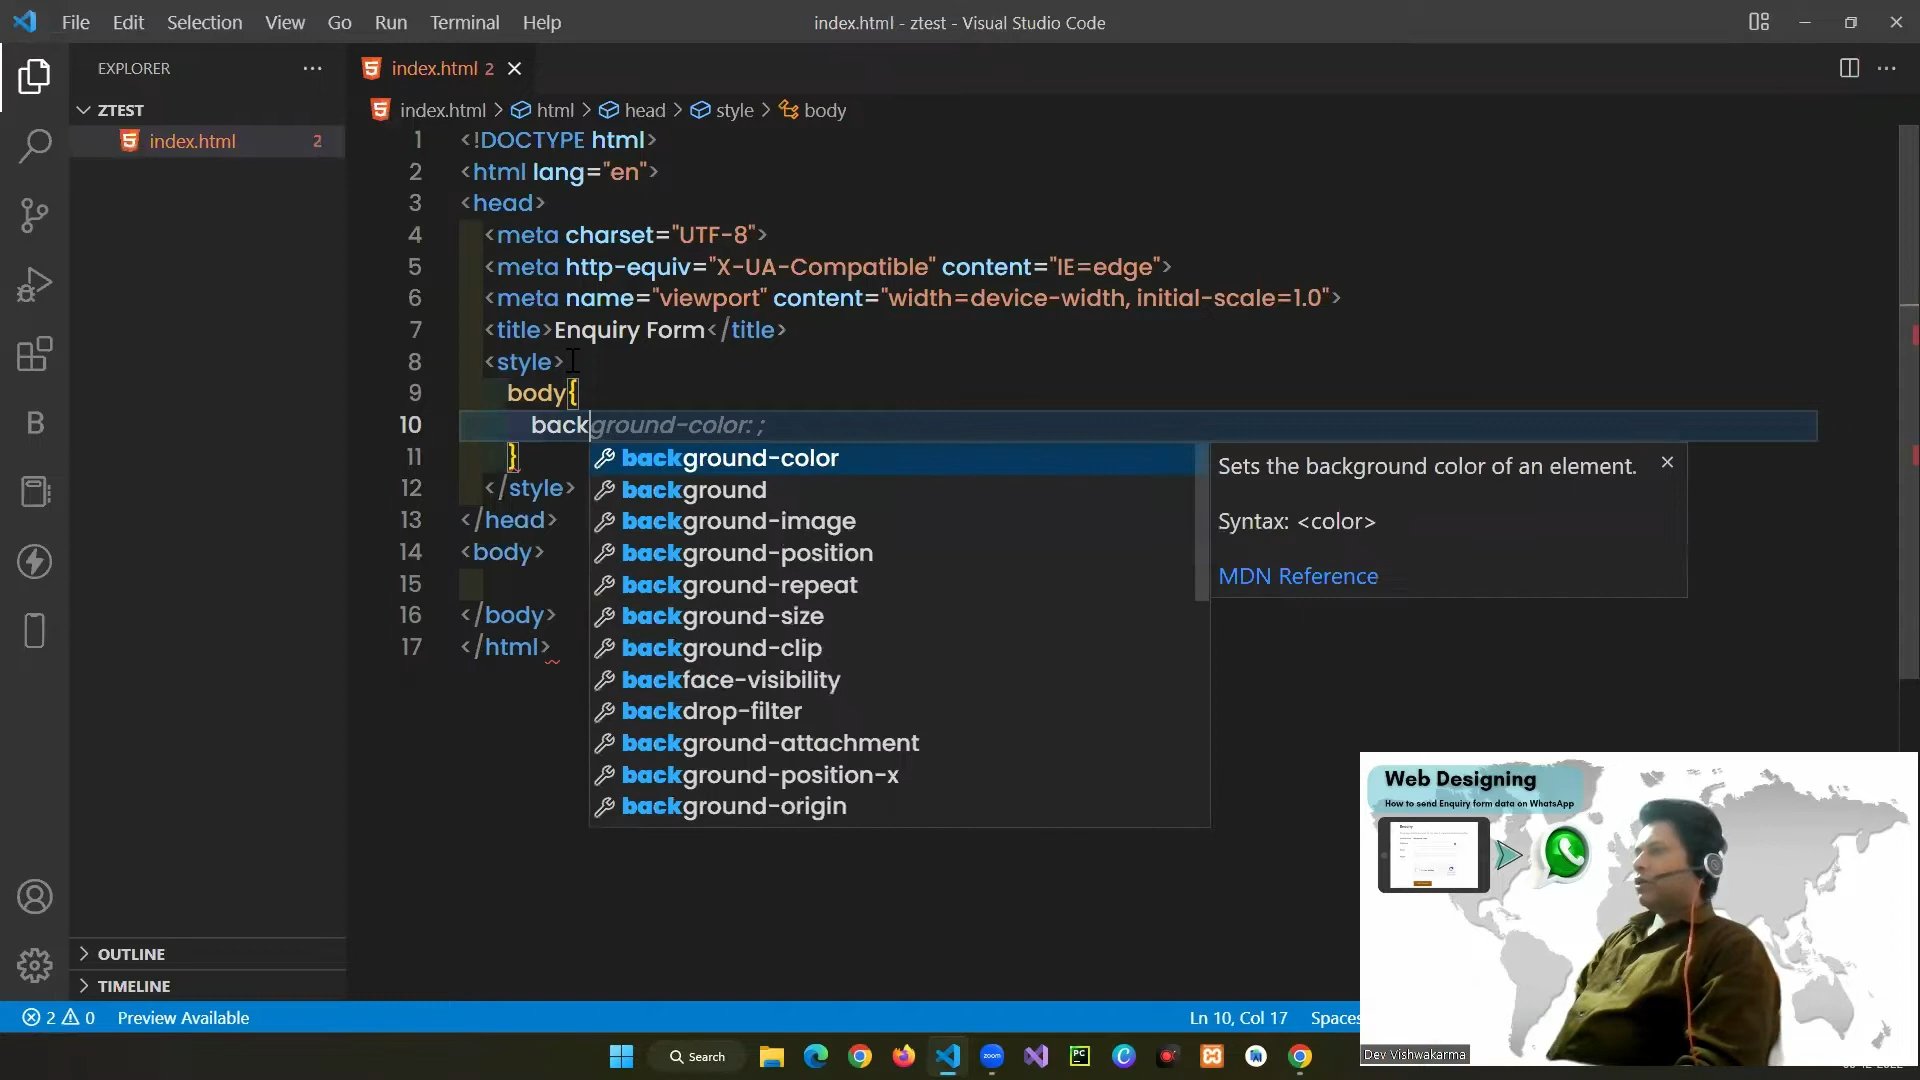 File Edit Selection View Go Run Terminal Help
index.html - ztest - Visual Studio Code
EXPLORER
ZTEST
index.html 2
index.html 2
index.html > html > head > style > body
1 <!DOCTYPE html>
2 <html lang="en">
3 <head>
4 <meta charset="UTF-8">
5 <meta http-equiv="X-UA-Compatible" content="IE=edge">
6 <meta name="viewport" content="width=device-width, initial-scale=1.0">
7 <title>Enquiry Form</title>
8 <style>
9 body{
10 background-color: ;
11 }
12 </style>
13 </head>
14 <body>
15
16 </body>
17 </html>
background-color
background
background-image
background-position
background-repeat
background-size
background-clip
backface-visibility
backdrop-filter
background-attachment
background-position-x
background-origin
Sets the background color of an element.
Syntax: <color>
MDN Reference
OUTLINE
TIMELINE
2 0 Preview Available
Ln 10, Col 17 Spaces
Web Designing
How to send Enquiry form data on WhatsApp
Dev Vishwakarma
Search
zoom
PC